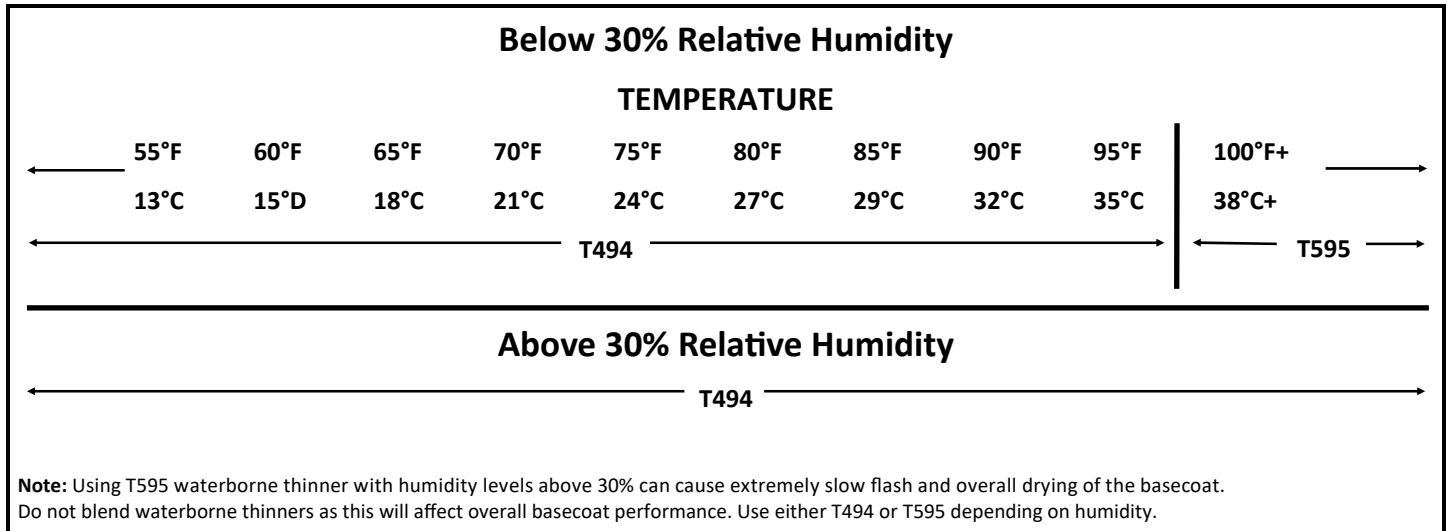 Below 30% Relative Humidity
TEMPERATURE
55°F 60°F 65°F 70°F 75°F 80°F 85°F 90°F 95°F 100°F+
13°C 15°D 18°C 21°C 24°C 27°C 29°C 32°C 35°C 38°C+
T494 T595
Above 30% Relative Humidity
T494
Note: Using T595 waterborne thinner with humidity levels above 30% can cause extremely slow flash and overall drying of the basecoat.
Do not blend waterborne thinners as this will affect overall basecoat performance. Use either T494 or T595 depending on humidity.